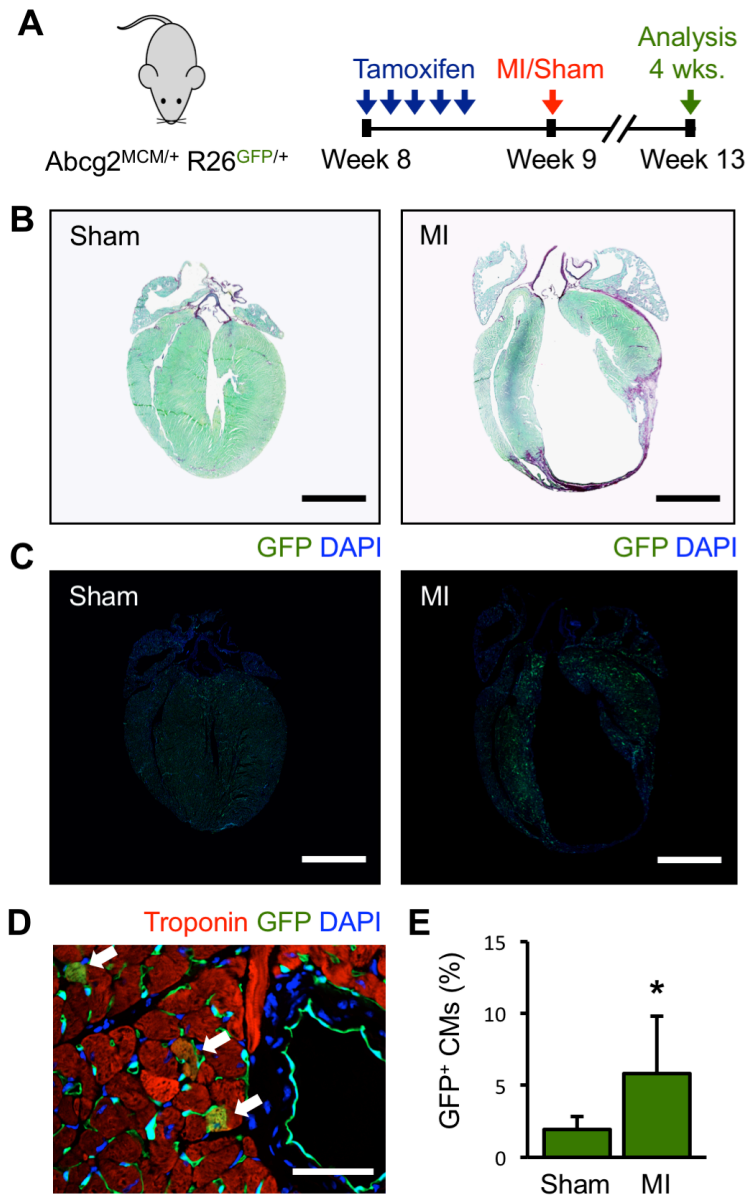 A
Tamoxifen MI/Sham Analysis
4 wks.
Abcg2MCM/+ R26GFP/+
Week 8 Week 9 Week 13
B
Sham
MI
GFP DAPI
GFP DAPI
C
Sham
MI
D
Troponin GFP DAPI
E
GFP+ CMs (%)
15
10
5
0
*
Sham MI